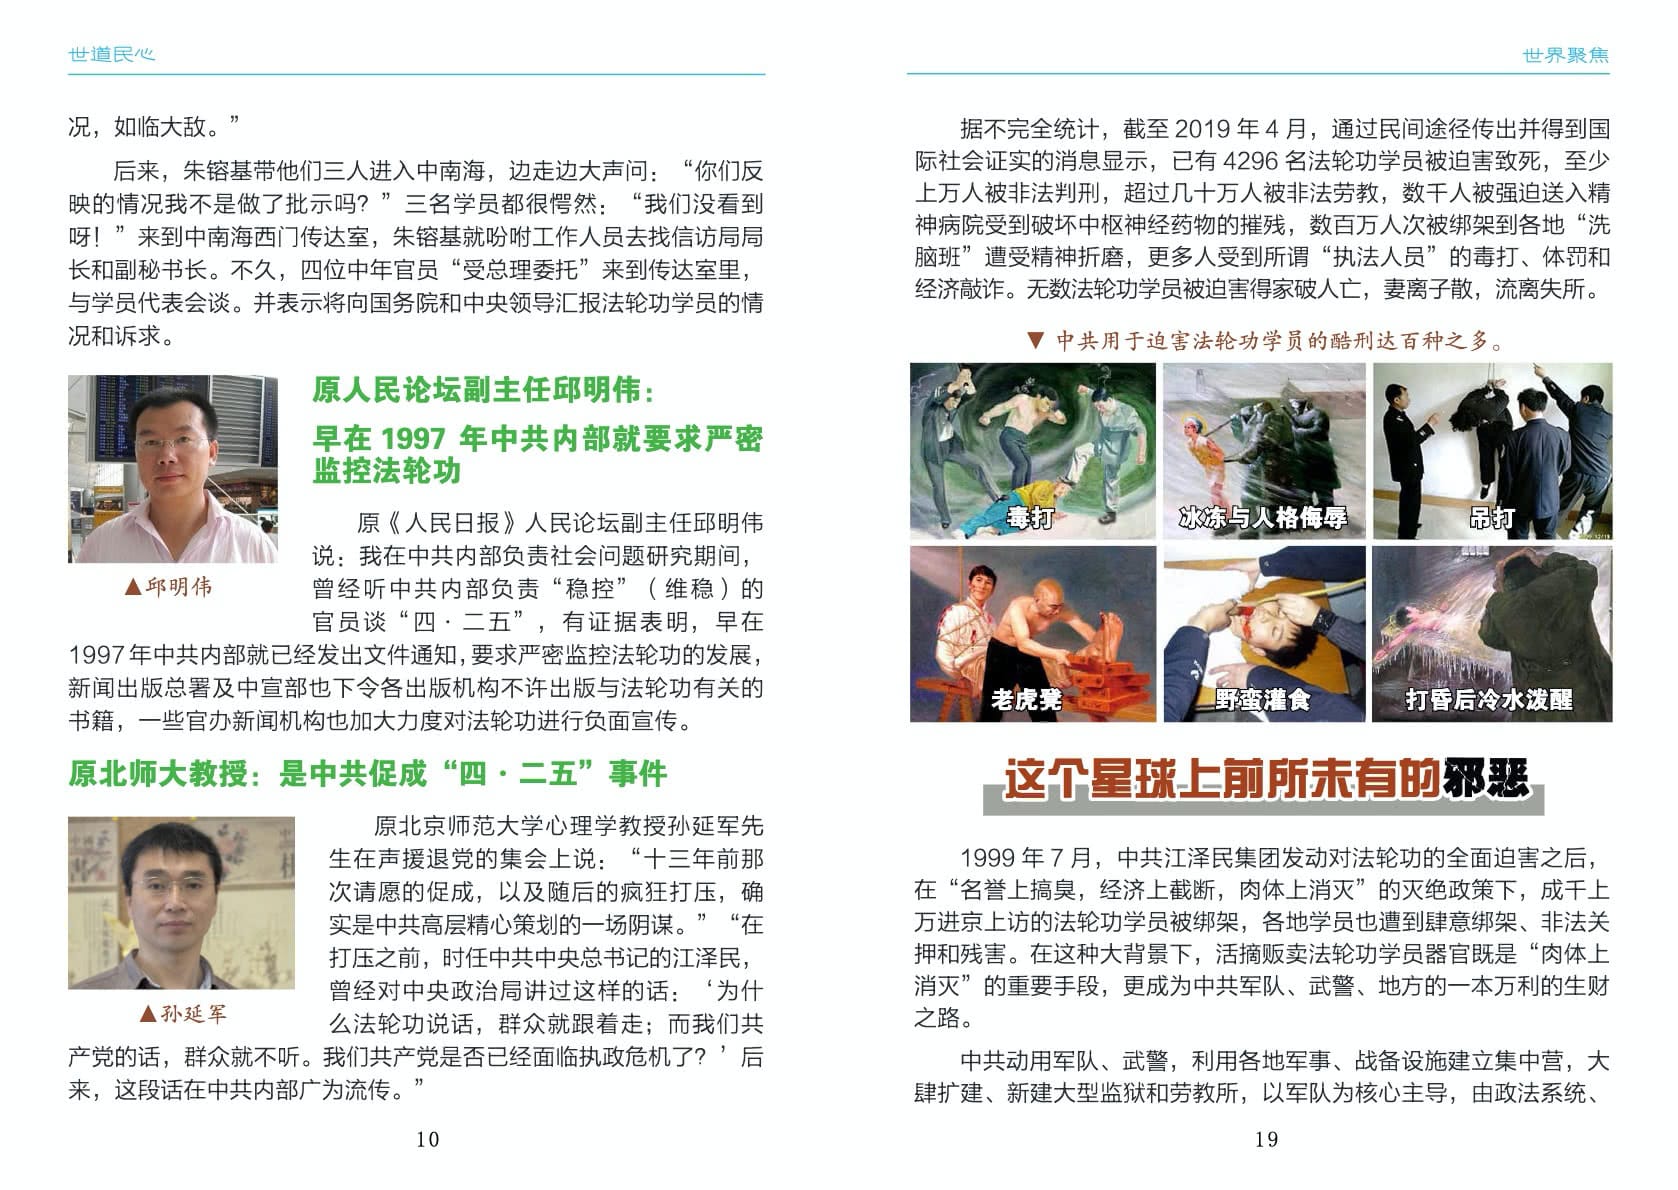 世道民心
况，如临大敌。”
后来，朱镕基带他们三人进入中南海，边走边大声问：“你们反
映的情况我不是做了批示吗？”三名学员都很愕然：“我们没看到
呀！”来到中南海西门传达室，朱镕基就吩咐工作人员去找信访局局
长和副秘书长。不久，四位中年官员“受总理委托”来到传达室里，
与学员代表会谈。并表示将向国务院和中央领导汇报法轮功学员的情
况和诉求。
原人民论坛副主任邱明伟：
早在 1997 年中共内部就要求严密
监控法轮功
▲邱明伟
原《人民日报》人民论坛副主任邱明伟
说：我在中共内部负责社会问题研究期间，
曾经听中共内部负责“稳控”（维稳）的
官员谈“四·二五”，有证据表明，早在
1997年中共内部就已经发出文件通知，要求严密监控法轮功的发展，
新闻出版总署及中宣部也下令各出版机构不许出版与法轮功有关的
书籍，一些官办新闻机构也加大力度对法轮功进行负面宣传。
原北师大教授：是中共促成“四·二五”事件
▲孙延军
原北京师范大学心理学教授孙延军先
生在声援退党的集会上说：“十三年前那
次请愿的促成，以及随后的疯狂打压，确
实是中共高层精心策划的一场阴谋。”“在
打压之前，时任中共中央总书记的江泽民，
曾经对中央政治局讲过这样的话：‘为什
么法轮功说话，群众就跟着走；而我们共
产党的话，群众就不听。我们共产党是否已经面临执政危机了？’后
来，这段话在中共内部广为流传。”
10
世界聚焦
据不完全统计，截至 2019 年 4 月，通过民间途径传出并得到国
际社会证实的消息显示，已有 4296 名法轮功学员被迫害致死，至少
上万人被非法判刑，超过几十万人被非法劳教，数千人被强迫送入精
神病院受到破坏中枢神经药物的摧残，数百万人次被绑架到各地“洗
脑班”遭受精神折磨，更多人受到所谓“执法人员”的毒打、体罚和
经济敲诈。无数法轮功学员被迫害得家破人亡，妻离子散，流离失所。
▼ 中共用于迫害法轮功学员的酷刑达百种之多。
毒打
冰冻与人格侮辱
吊打
老虎凳
野蛮灌食
打昏后冷水泼醒
这个星球上前所未有的邪恶
1999 年 7 月，中共江泽民集团发动对法轮功的全面迫害之后，
在“名誉上搞臭，经济上截断，肉体上消灭”的灭绝政策下，成千上
万进京上访的法轮功学员被绑架，各地学员也遭到肆意绑架、非法关
押和残害。在这种大背景下，活摘贩卖法轮功学员器官既是“肉体上
消灭”的重要手段，更成为中共军队、武警、地方的一本万利的生财
之路。
中共动用军队、武警，利用各地军事、战备设施建立集中营，大
肆扩建、新建大型监狱和劳教所，以军队为核心主导，由政法系统、
19